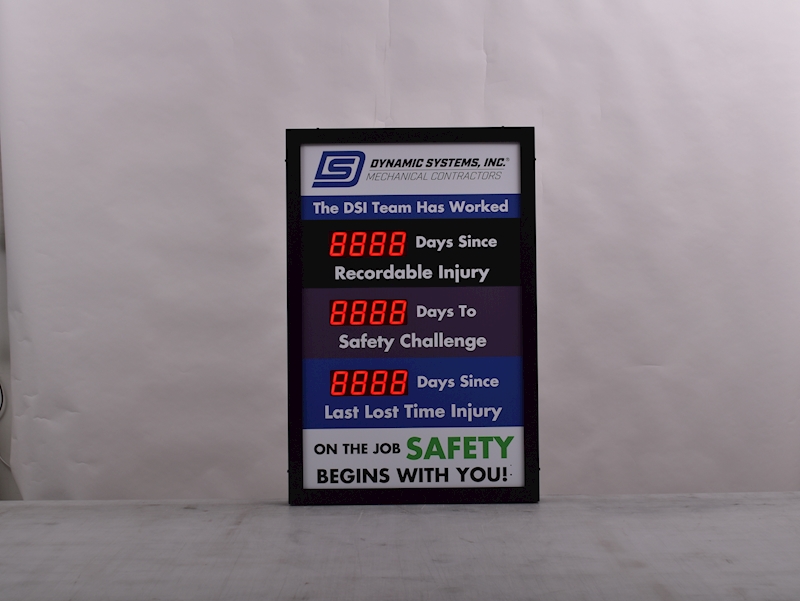 DS DYNAMIC SYSTEMS, INC.®
MECHANICAL CONTRACTORS
The DSI Team Has Worked
8888 Days Since
Recordable Injury
8888 Days To
Safety Challenge
8888 Days Since
Last Lost Time Injury
ON THE JOB SAFETY
BEGINS WITH YOU!